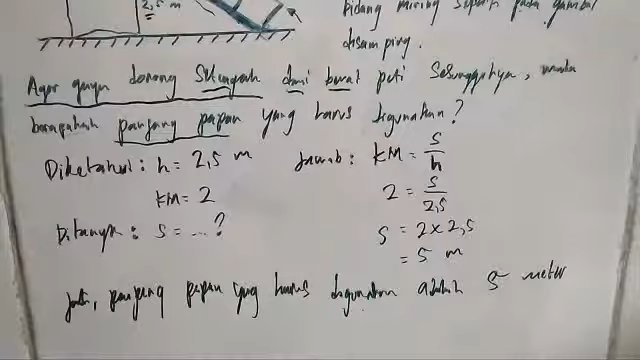 2,5 m
bidang miring seperti pada gambar
disamping.
Agar gaya dorong setengah dari berat peti sesungguhnya, maka
berapakah panjang papan yang harus digunakan?
Diketahui: h = 2,5 m
KM = 2
Ditanya: s = ...?
Jawab: KM = s/h
2 = s/2,5
s = 2 x 2,5
= 5 m
Jadi, panjang papan yang harus digunakan adalah 5 meter